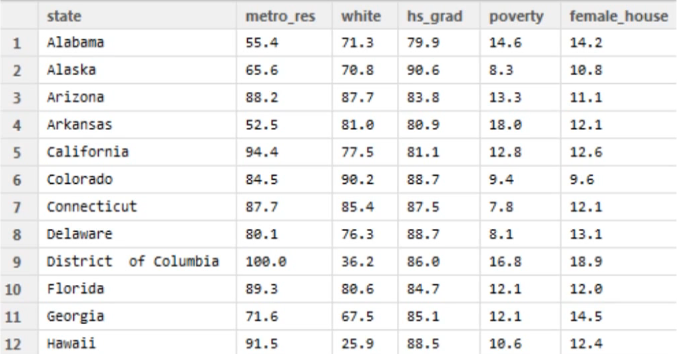 state metro_res white hs_grad poverty female_house
1 Alabama 55.4 71.3 79.9 14.6 14.2
2 Alaska 65.6 70.8 90.6 8.3 10.8
3 Arizona 88.2 87.7 83.8 13.3 11.1
4 Arkansas 52.5 81.0 80.9 18.0 12.1
5 California 94.4 77.5 81.1 12.8 12.6
6 Colorado 84.5 90.2 88.7 9.4 9.6
7 Connecticut 87.7 85.4 87.5 7.8 12.1
8 Delaware 80.1 76.3 88.7 8.1 13.1
9 District of Columbia 100.0 36.2 86.0 16.8 18.9
10 Florida 89.3 80.6 84.7 12.1 12.0
11 Georgia 71.6 67.5 85.1 12.1 14.5
12 Hawaii 91.5 25.9 88.5 10.6 12.4